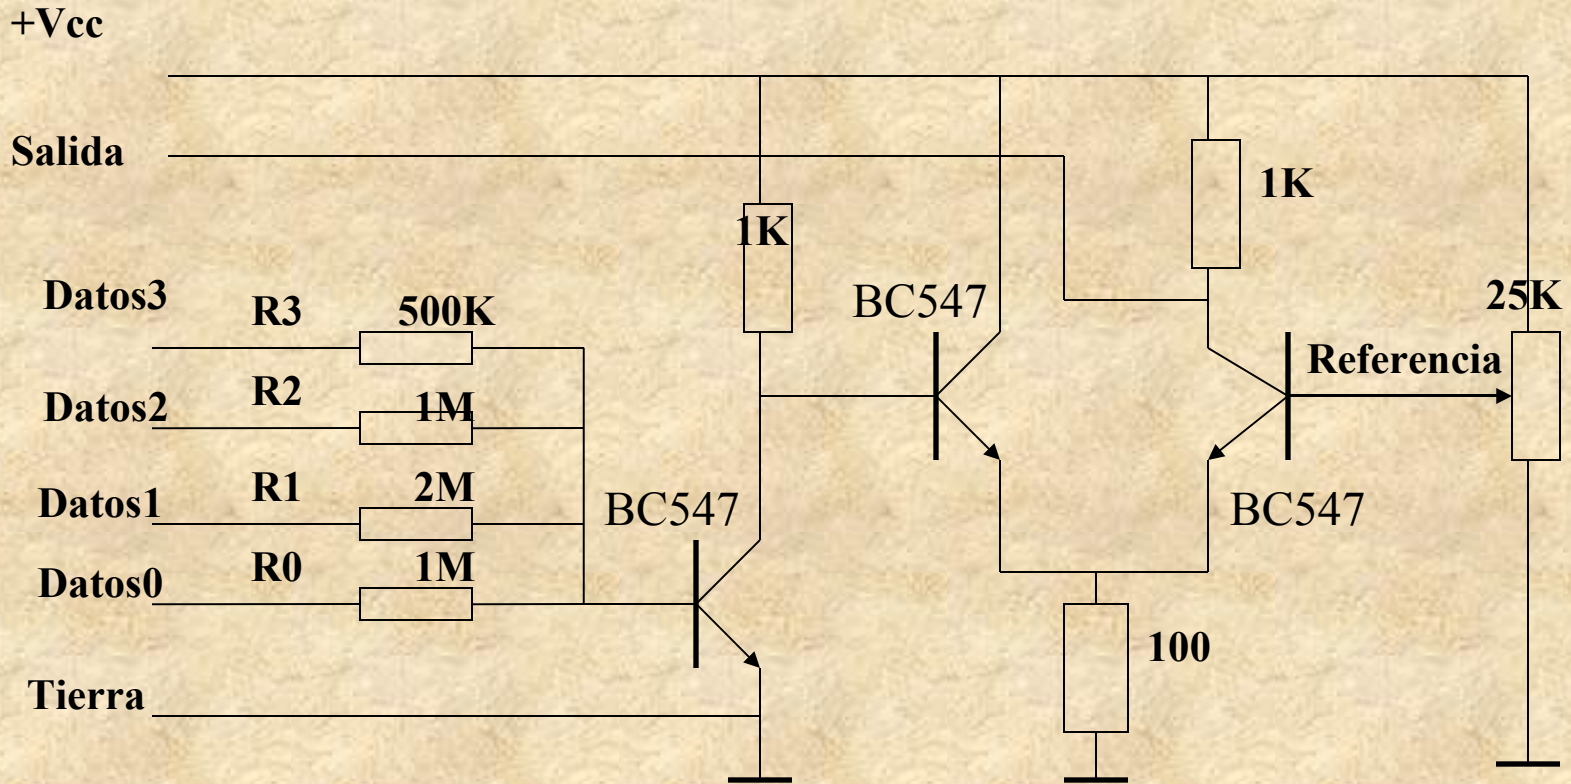 +Vcc
Salida
1K
1K
Datos3
R3
500K
BC547
25K
Referencia
Datos2
R2
1M
Datos1
R1
2M
BC547
BC547
Datos0
R0
1M
100
Tierra